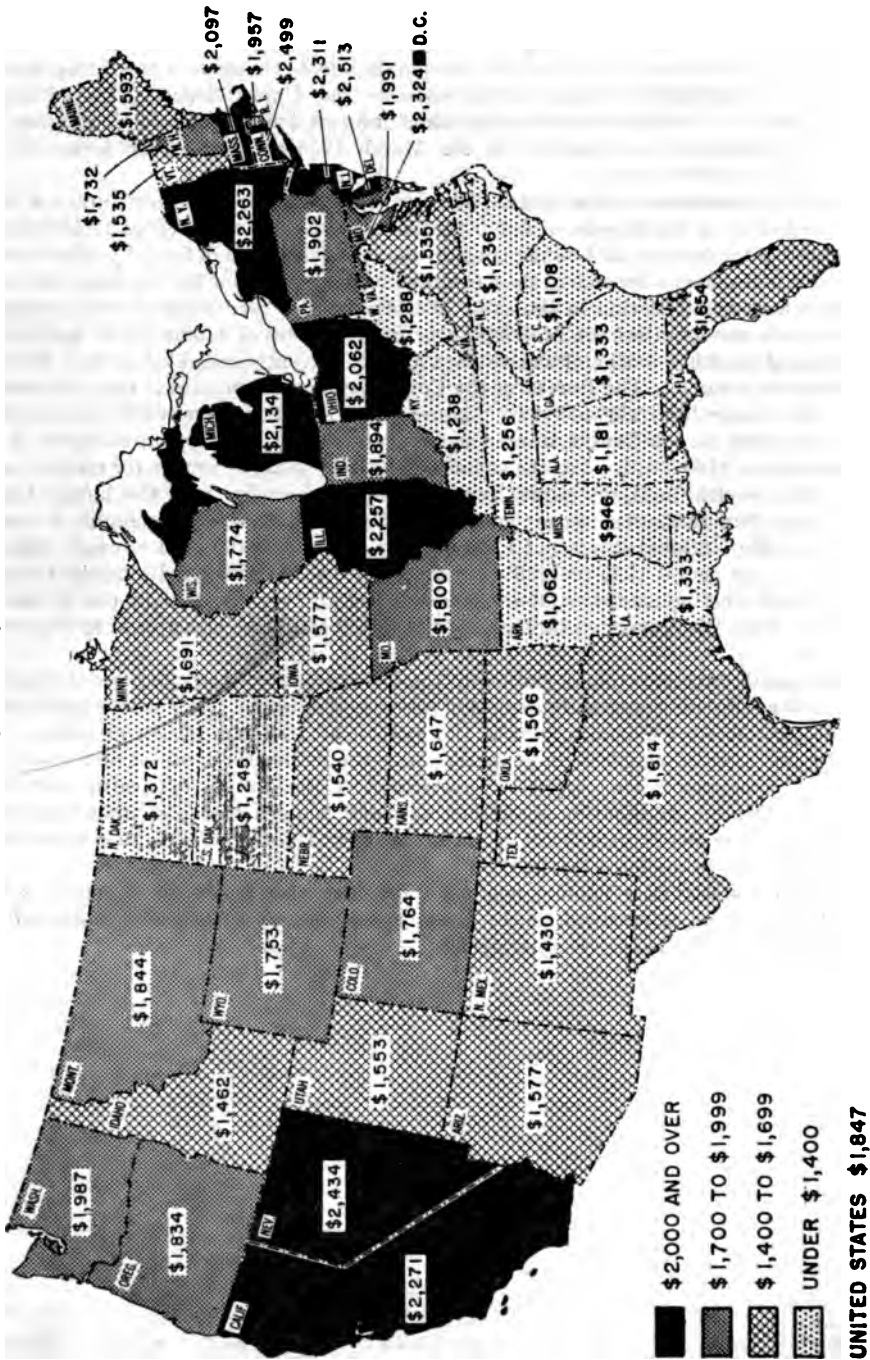 WASH.
$1,987
OREG.
$1,834
CALIF.
$2,271
NEV.
$2,434
IDAHO
$1,462
MONT.
$1,844
WYO.
$1,753
UTAH
$1,553
COLO.
$1,764
ARIZ.
$1,577
N. MEX.
$1,430
N. DAK.
$1,372
S. DAK.
$1,245
NEBR.
$1,540
KANS.
$1,647
OKLA.
$1,506
TEX.
$1,614
MINN.
$1,691
IOWA
$1,577
MO.
$1,800
ARK.
$1,062
LA.
$1,333
WIS.
$1,774
ILL.
$2,257
MICH.
$2,134
IND.
$1,894
OHIO
$2,062
KY.
$1,238
TENN.
$1,256
MISS.
$946
ALA.
$1,181
GA.
$1,333
FLA.
$1,654
S.C.
$1,108
N. C.
$1,236
VA.
$1,535
W. VA.
$1,288
PA.
$1,902
N. Y.
$2,263
VT.
$1,535
N.H.
$1,732
MAINE
$1,593
MASS.
$2,097
R. I.
$1,957
CONN.
$2,499
N.J.
$2,311
DEL.
$2,513
MD.
$1,991
$2,324 D.C.
$2,000 AND OVER
$1,700 TO $1,999
$1,400 TO $1,699
UNDER $1,400
UNITED STATES $1,847